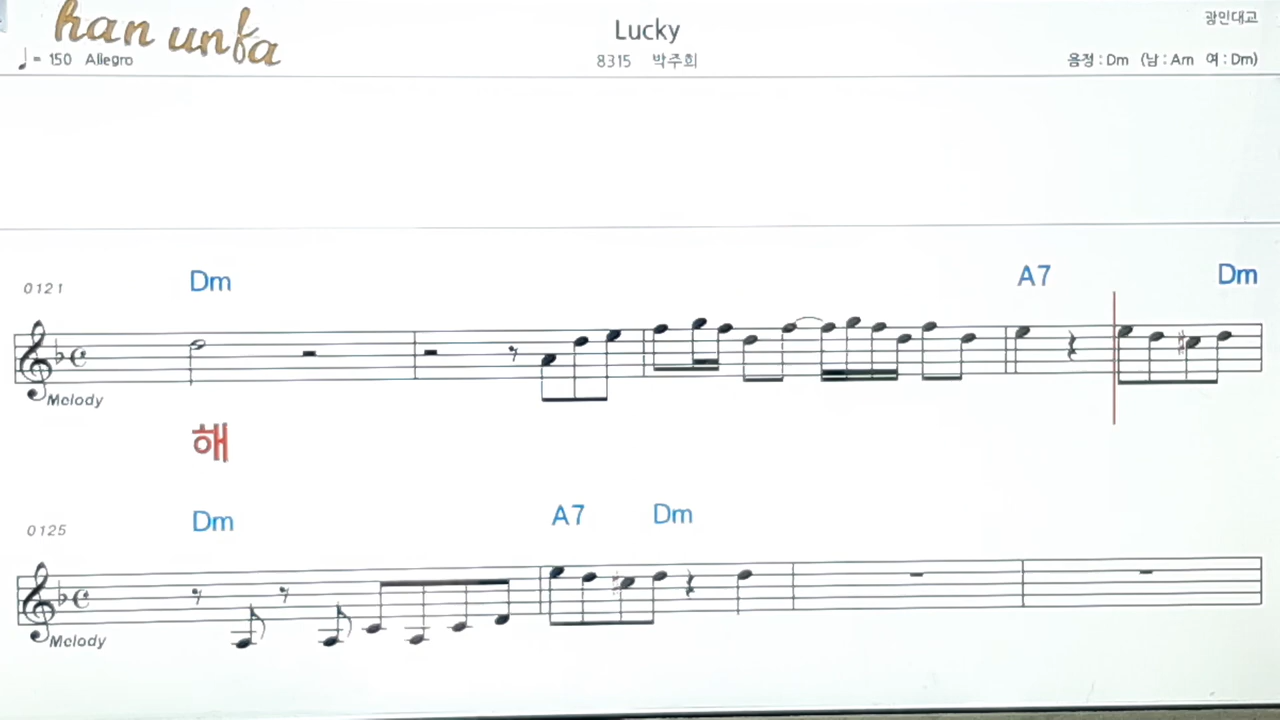 han unfa
Lucky
광민대교
♩= 150 Allegro
8315 박주희
음정 : Dm (남 : Am 여 : Dm)
0121
Dm
A7
Dm
Melody
해
0125
Dm
A7
Dm
Melody